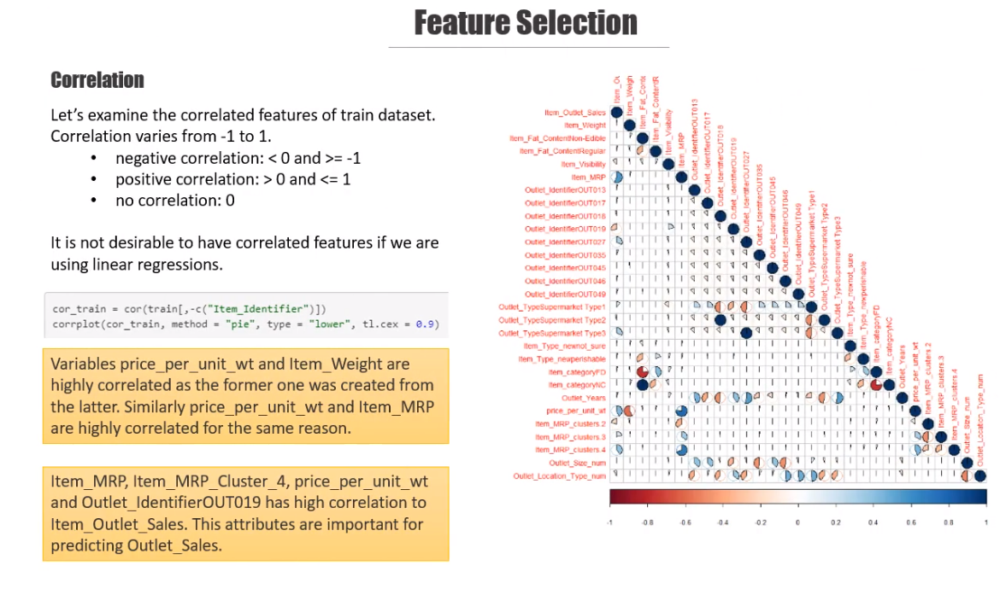 Feature Selection
Correlation
Let's examine the correlated features of train dataset.
Correlation varies from -1 to 1.
• negative correlation: < 0 and >= -1
• positive correlation: > 0 and <= 1
• no correlation: 0
It is not desirable to have correlated features if we are
using linear regressions.
cor_train = cor(train[,-c("Item_Identifier")])
corrplot(cor_train, method = "pie", type = "lower", tl.cex = 0.9)
Variables price_per_unit_wt and Item_Weight are
highly correlated as the former one was created from
the latter. Similarly price_per_unit_wt and Item_MRP
are highly correlated for the same reason.
Item_MRP, Item_MRP_Cluster_4, price_per_unit_wt
and Outlet_IdentifierOUT019 has high correlation to
Item_Outlet_Sales. This attributes are important for
predicting Outlet_Sales.
Item_Ou
Item_Weigh
Item_Fat_Conte
Item_Fat_ContentR
Item_Visibility
Item_MRP
Outlet_IdentifierOUT013
Outlet_IdentifierOUT017
Outlet_IdentifierOUT018
Outlet_IdentifierOUT019
Outlet_IdentifierOUT027
Outlet_IdentifierOUT035
Outlet_IdentifierOUT045
Outlet_IdentifierOUT046
Outlet_IdentifierOUT049
Outlet_TypeSupermarket Type1
Outlet_TypeSupermarket Type2
Outlet_TypeSupermarket Type3
Item_Type_newnot_sure
Item_Type_newperishable
Item_categoryFD
Item_categoryNC
Outlet_Years
price_per_unit_wt
Item_MRP_clusters.2
Item_MRP_clusters.3
Item_MRP_clusters.4
Outlet_Size_num
Outlet_Location_Type_num
Item_Outlet_Sales
Item_Weight
Item_Fat_ContentNon-Edible
Item_Fat_ContentRegular
Item_Visibility
Item_MRP
Outlet_IdentifierOUT013
Outlet_IdentifierOUT017
Outlet_IdentifierOUT018
Outlet_IdentifierOUT019
Outlet_IdentifierOUT027
Outlet_IdentifierOUT035
Outlet_IdentifierOUT045
Outlet_IdentifierOUT046
Outlet_IdentifierOUT049
Outlet_TypeSupermarket Type1
Outlet_TypeSupermarket Type2
Outlet_TypeSupermarket Type3
Item_Type_newnot_sure
Item_Type_newperishable
Item_categoryFD
Item_categoryNC
Outlet_Years
price_per_unit_wt
Item_MRP_clusters.2
Item_MRP_clusters.3
Item_MRP_clusters.4
Outlet_Size_num
Outlet_Location_Type_num
-1 -0.8 -0.6 -0.4 -0.2 0 0.2 0.4 0.6 0.8 1